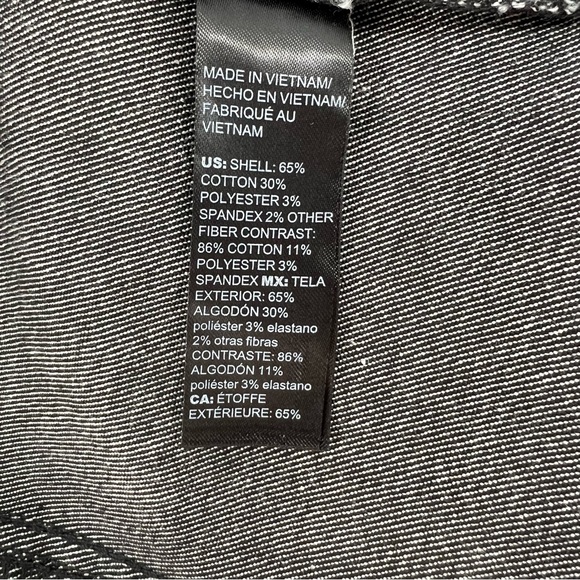 MADE IN VIETNAM/
HECHO EN VIETNAM/
FABRIQUÉ AU
VIETNAM
US: SHELL: 65%
COTTON 30%
POLYESTER 3%
SPANDEX 2% OTHER
FIBER CONTRAST:
86% COTTON 11%
POLYESTER 3%
SPANDEX MX: TELA
EXTERIOR: 65%
ALGODÓN 30%
poliéster 3% elastano
2% otras fibras
CONTRASTE: 86%
ALGODÓN 11%
poliéster 3% elastano
CA: ÉTOFFE
EXTÉRIEURE: 65%